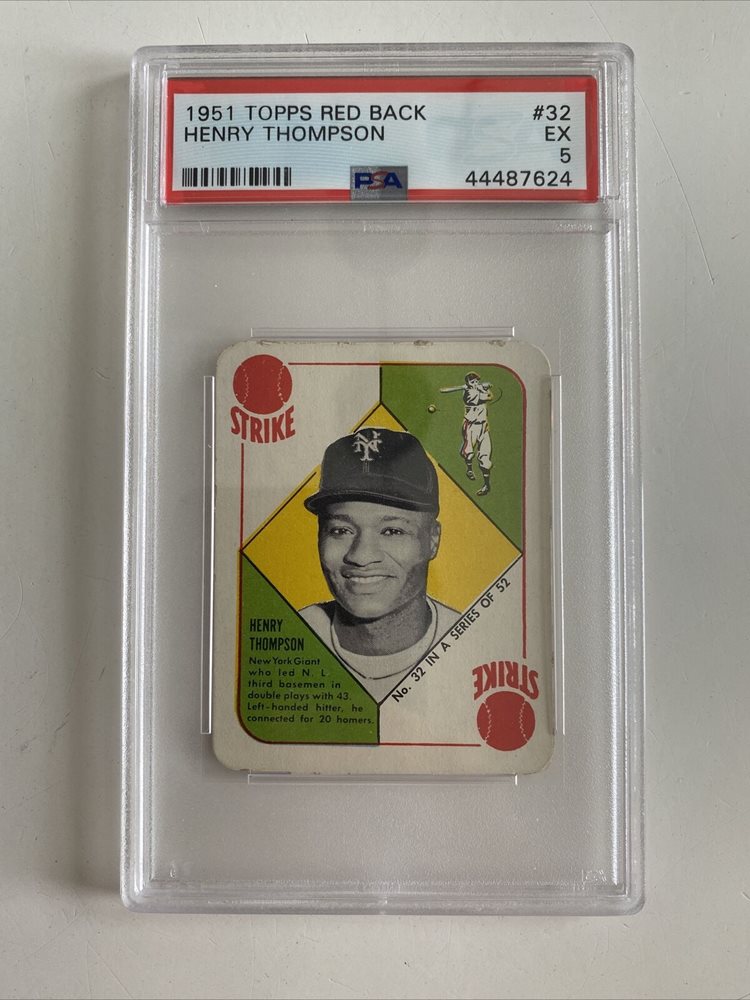 1951 TOPPS RED BACK #32
HENRY THOMPSON EX
5
PSA 44487624
STRIKE
NY
HENRY
THOMPSON
New York Giant
who led N. L.
third basemen in
double plays with 43.
Left-handed hitter, he
connected for 20 homers.
No. 32 IN A SERIES OF 52
STRIKE